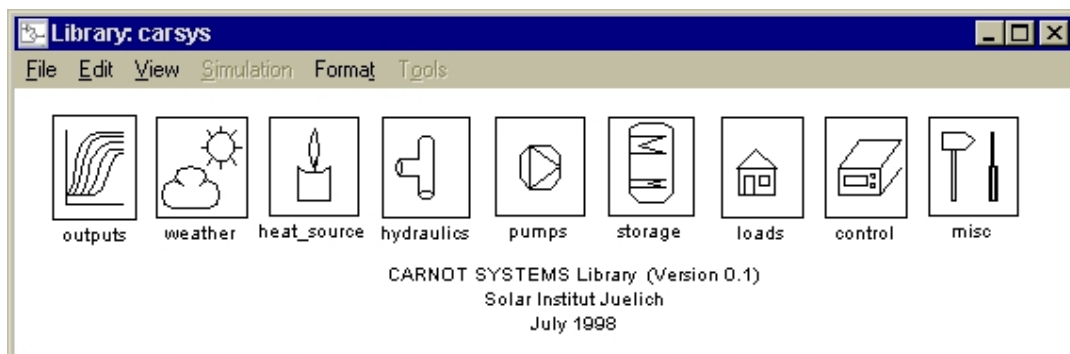 Library: carsys
File Edit View Simulation Format Tools
outputs weather heat_source hydraulics pumps storage loads control misc
CARNOT SYSTEMS Library (Version 0.1)
Solar Institut Juelich
July 1998